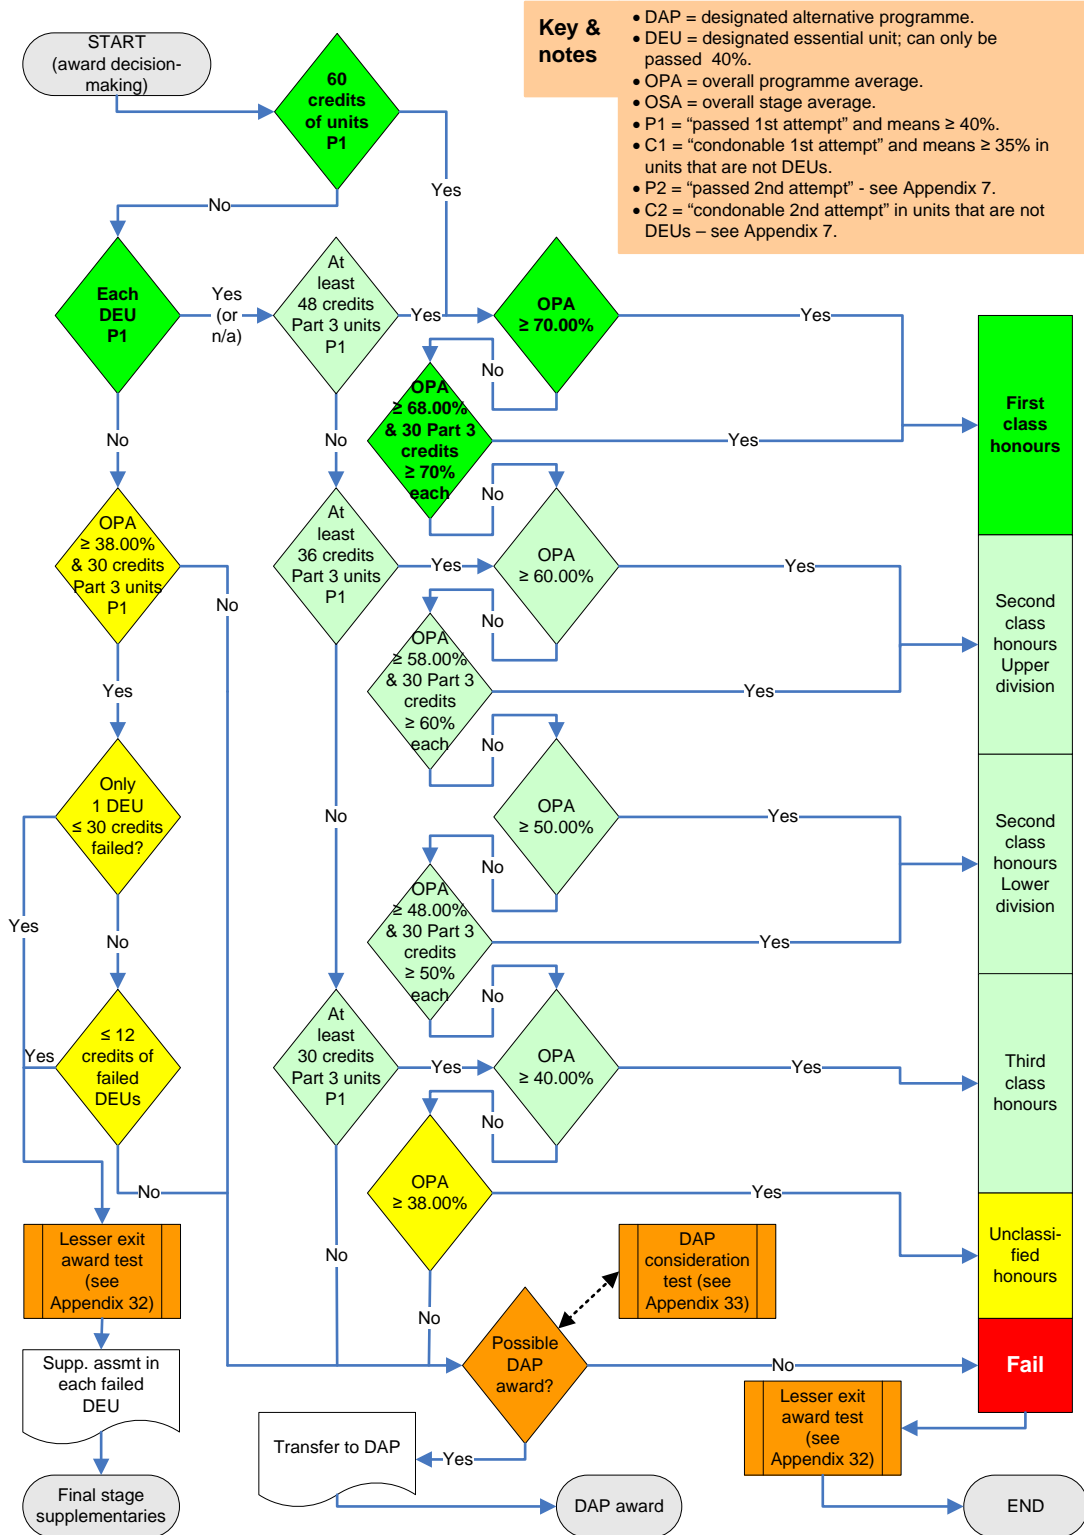 START
(award decision-
making)
Key &
notes
• DAP = designated alternative programme.
• DEU = designated essential unit; can only be
passed  40%.
• OPA = overall programme average.
• OSA = overall stage average.
• P1 = “passed 1st attempt” and means ≥ 40%.
• C1 = “condonable 1st attempt” and means ≥ 35% in
units that are not DEUs.
• P2 = “passed 2nd attempt” - see Appendix 7.
• C2 = “condonable 2nd attempt” in units that are not
DEUs – see Appendix 7.
60
credits
of units
P1
Yes
No
Each
DEU
P1
Yes
(or
n/a)
At
least
48 credits
Part 3 units
P1
Yes
OPA
≥ 70.00%
Yes
No
OPA
≥ 68.00%
& 30 Part 3
credits
≥ 70%
each
Yes
First
class
honours
No
No
No
OPA
≥ 38.00%
& 30 credits
Part 3 units
P1
No
At
least
36 credits
Part 3 units
P1
Yes
OPA
≥ 60.00%
Yes
No
OPA
≥ 58.00%
& 30 Part 3
credits
≥ 60%
each
Yes
Second
class
honours
Upper
division
Yes
No
Only
1 DEU
≤ 30 credits
failed?
Yes
No
No
OPA
≥ 50.00%
Yes
No
OPA
≥ 48.00%
& 30 Part 3
credits
≥ 50%
each
Yes
Second
class
honours
Lower
division
No
≤ 12
credits of
failed
DEUs
Yes
No
At
least
30 credits
Part 3 units
P1
Yes
OPA
≥ 40.00%
Yes
Third
class
honours
No
OPA
≥ 38.00%
Yes
Unclassi-
fied
honours
No
No
Lesser exit
award test
(see
Appendix 32)
DAP
consideration
test (see
Appendix 33)
Possible
DAP
award?
No
Fail
Supp. assmt in
each failed
DEU
Yes
Transfer to DAP
Lesser exit
award test
(see
Appendix 32)
Final stage
supplementaries
DAP award
END